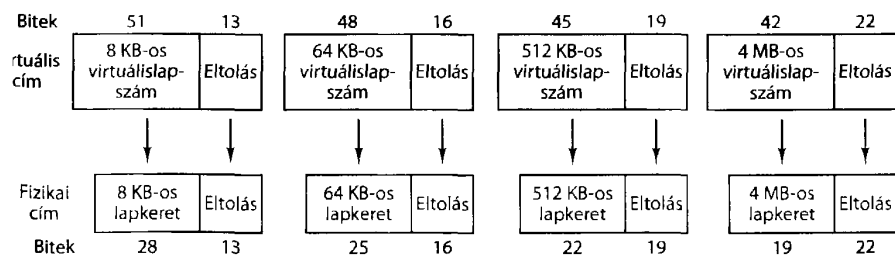 Bitek 51 13 48 16 45 19 42 22
rtuális cím
8 KB-os virtuálislap-szám Eltolás
64 KB-os virtuálislap-szám Eltolás
512 KB-os virtuálislap-szám Eltolás
4 MB-os virtuálislap-szám Eltolás
Fizikai cím
8 KB-os lapkeret Eltolás
64 KB-os lapkeret Eltolás
512 KB-os lapkeret Eltolás
4 MB-os lapkeret Eltolás
Bitek 28 13 25 16 22 19 19 22